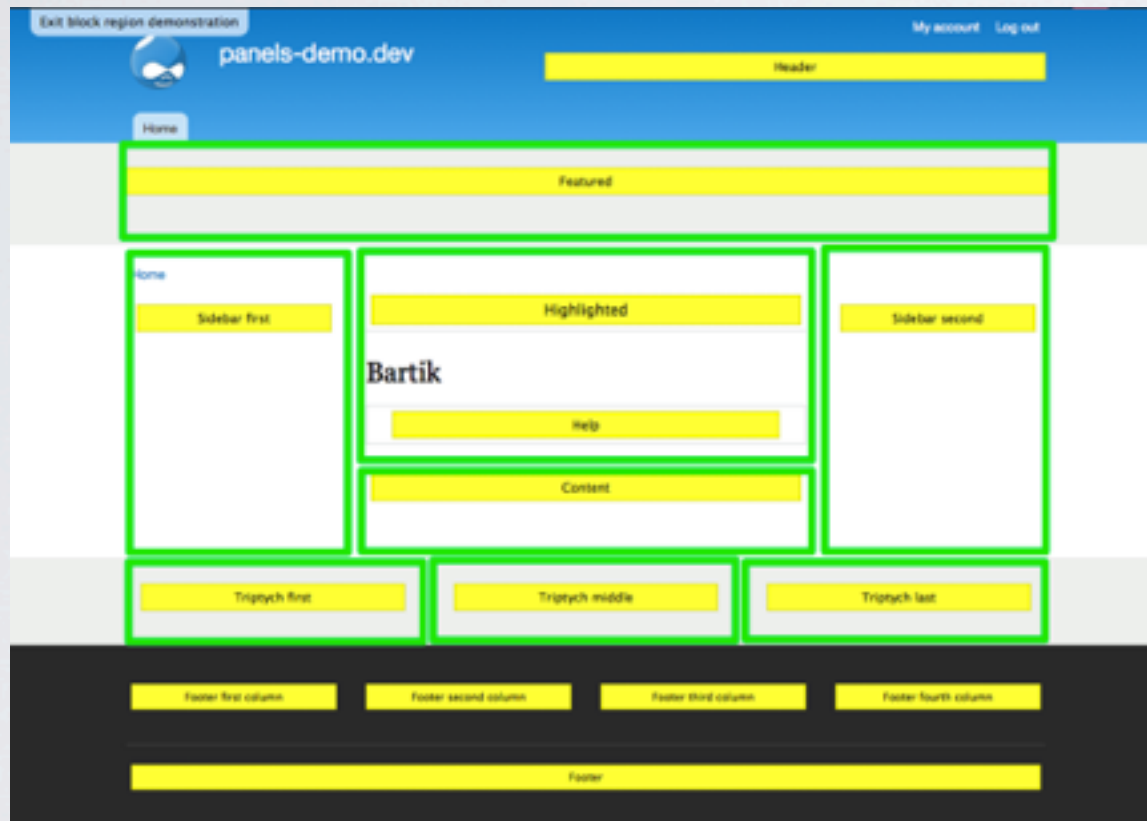 Exit block region demonstration
My account Log out
panels-demo.dev
Header
Home
Featured
Home
Sidebar first
Highlighted
Sidebar second
Bartik
Help
Content
Triptych first
Triptych middle
Triptych last
Footer first column
Footer second column
Footer third column
Footer fourth column
Footer